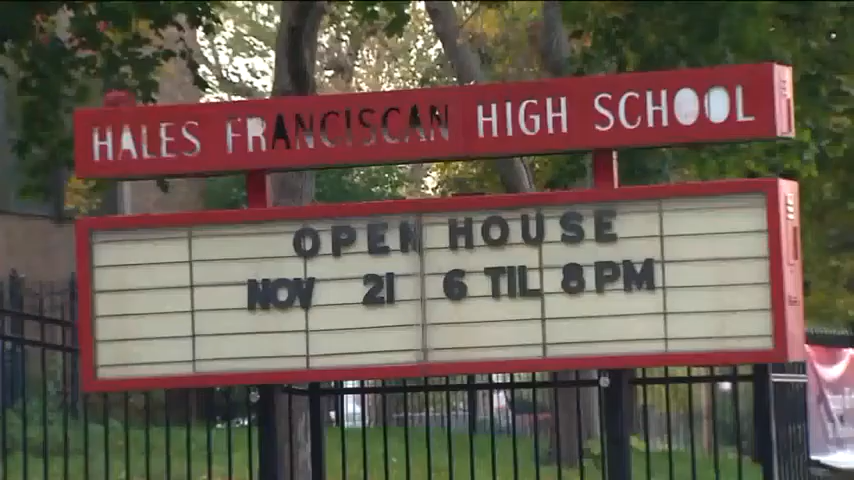 HALES FRANCISCAN HIGH SCHOOL
OPEN HOUSE
NOV 21 6 TIL 8PM